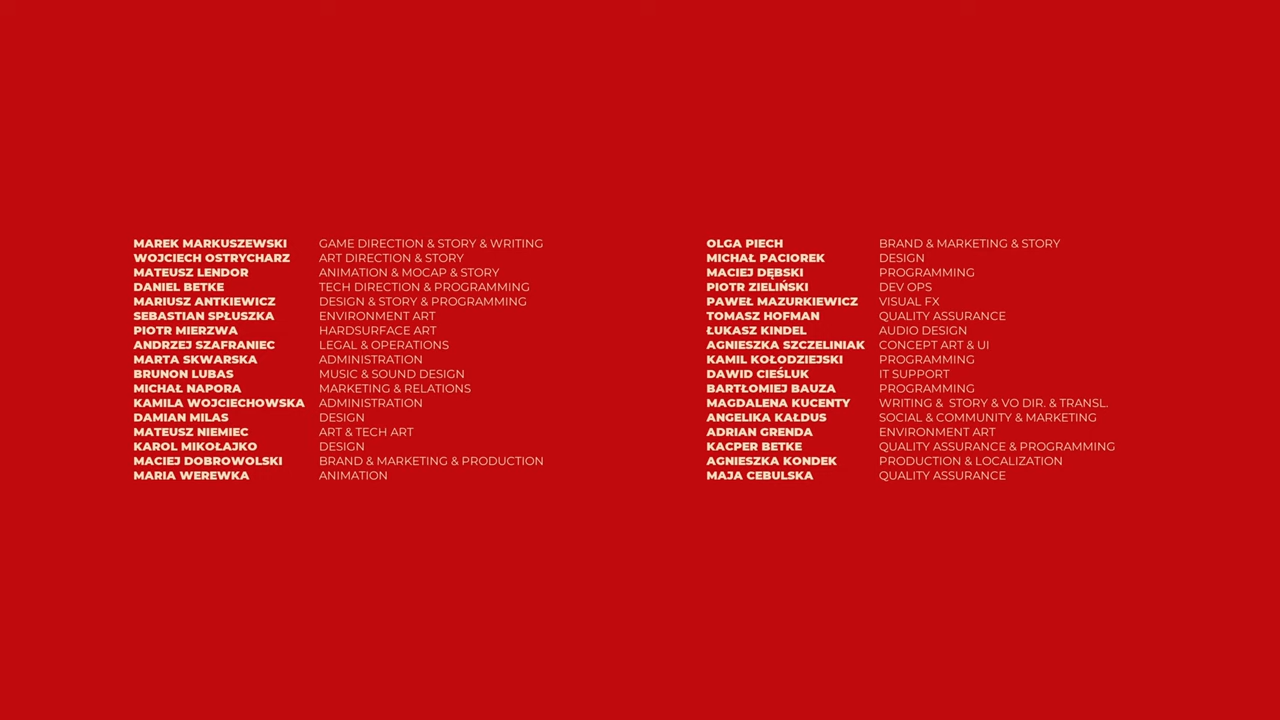 MAREK MARKUSZEWSKI GAME DIRECTION & STORY & WRITING
WOJCIECH OSTRYCHARZ ART DIRECTION & STORY
MATEUSZ LENDOR ANIMATION & MOCAP & STORY
DANIEL BETKE TECH DIRECTION & PROGRAMMING
MARIUSZ ANTKIEWICZ DESIGN & STORY & PROGRAMMING
SEBASTIAN SPŁUSZKA ENVIRONMENT ART
PIOTR MIERZWA HARDSURFACE ART
ANDRZEJ SZAFRANIEC LEGAL & OPERATIONS
MARTA SKWARSKA ADMINISTRATION
BRUNON LUBAS MUSIC & SOUND DESIGN
MICHAŁ NAPORA MARKETING & RELATIONS
KAMILA WOJCIECHOWSKA ADMINISTRATION
DAMIAN MILAS DESIGN
MATEUSZ NIEMIEC ART & TECH ART
KAROL MIKOŁAJKO DESIGN
MACIEJ DOBROWOLSKI BRAND & MARKETING & PRODUCTION
MARIA WEREWKA ANIMATION
OLGA PIECH BRAND & MARKETING & STORY
MICHAŁ PACIOREK DESIGN
MACIEJ DĘBSKI PROGRAMMING
PIOTR ZIELIŃSKI DEV OPS
PAWEŁ MAZURKIEWICZ VISUAL FX
TOMASZ HOFMAN QUALITY ASSURANCE
ŁUKASZ KINDEL AUDIO DESIGN
AGNIESZKA SZCZELINIAK CONCEPT ART & UI
KAMIL KOŁODZIEJSKI PROGRAMMING
DAWID CIEŚLUK IT SUPPORT
BARTŁOMIEJ BAUZA PROGRAMMING
MAGDALENA KUCENTY WRITING & STORY & VO DIR. & TRANSL.
ANGELIKA KAŁDUS SOCIAL & COMMUNITY & MARKETING
ADRIAN GRENDA ENVIRONMENT ART
KACPER BETKE QUALITY ASSURANCE & PROGRAMMING
AGNIESZKA KONDEK PRODUCTION & LOCALIZATION
MAJA CEBULSKA QUALITY ASSURANCE